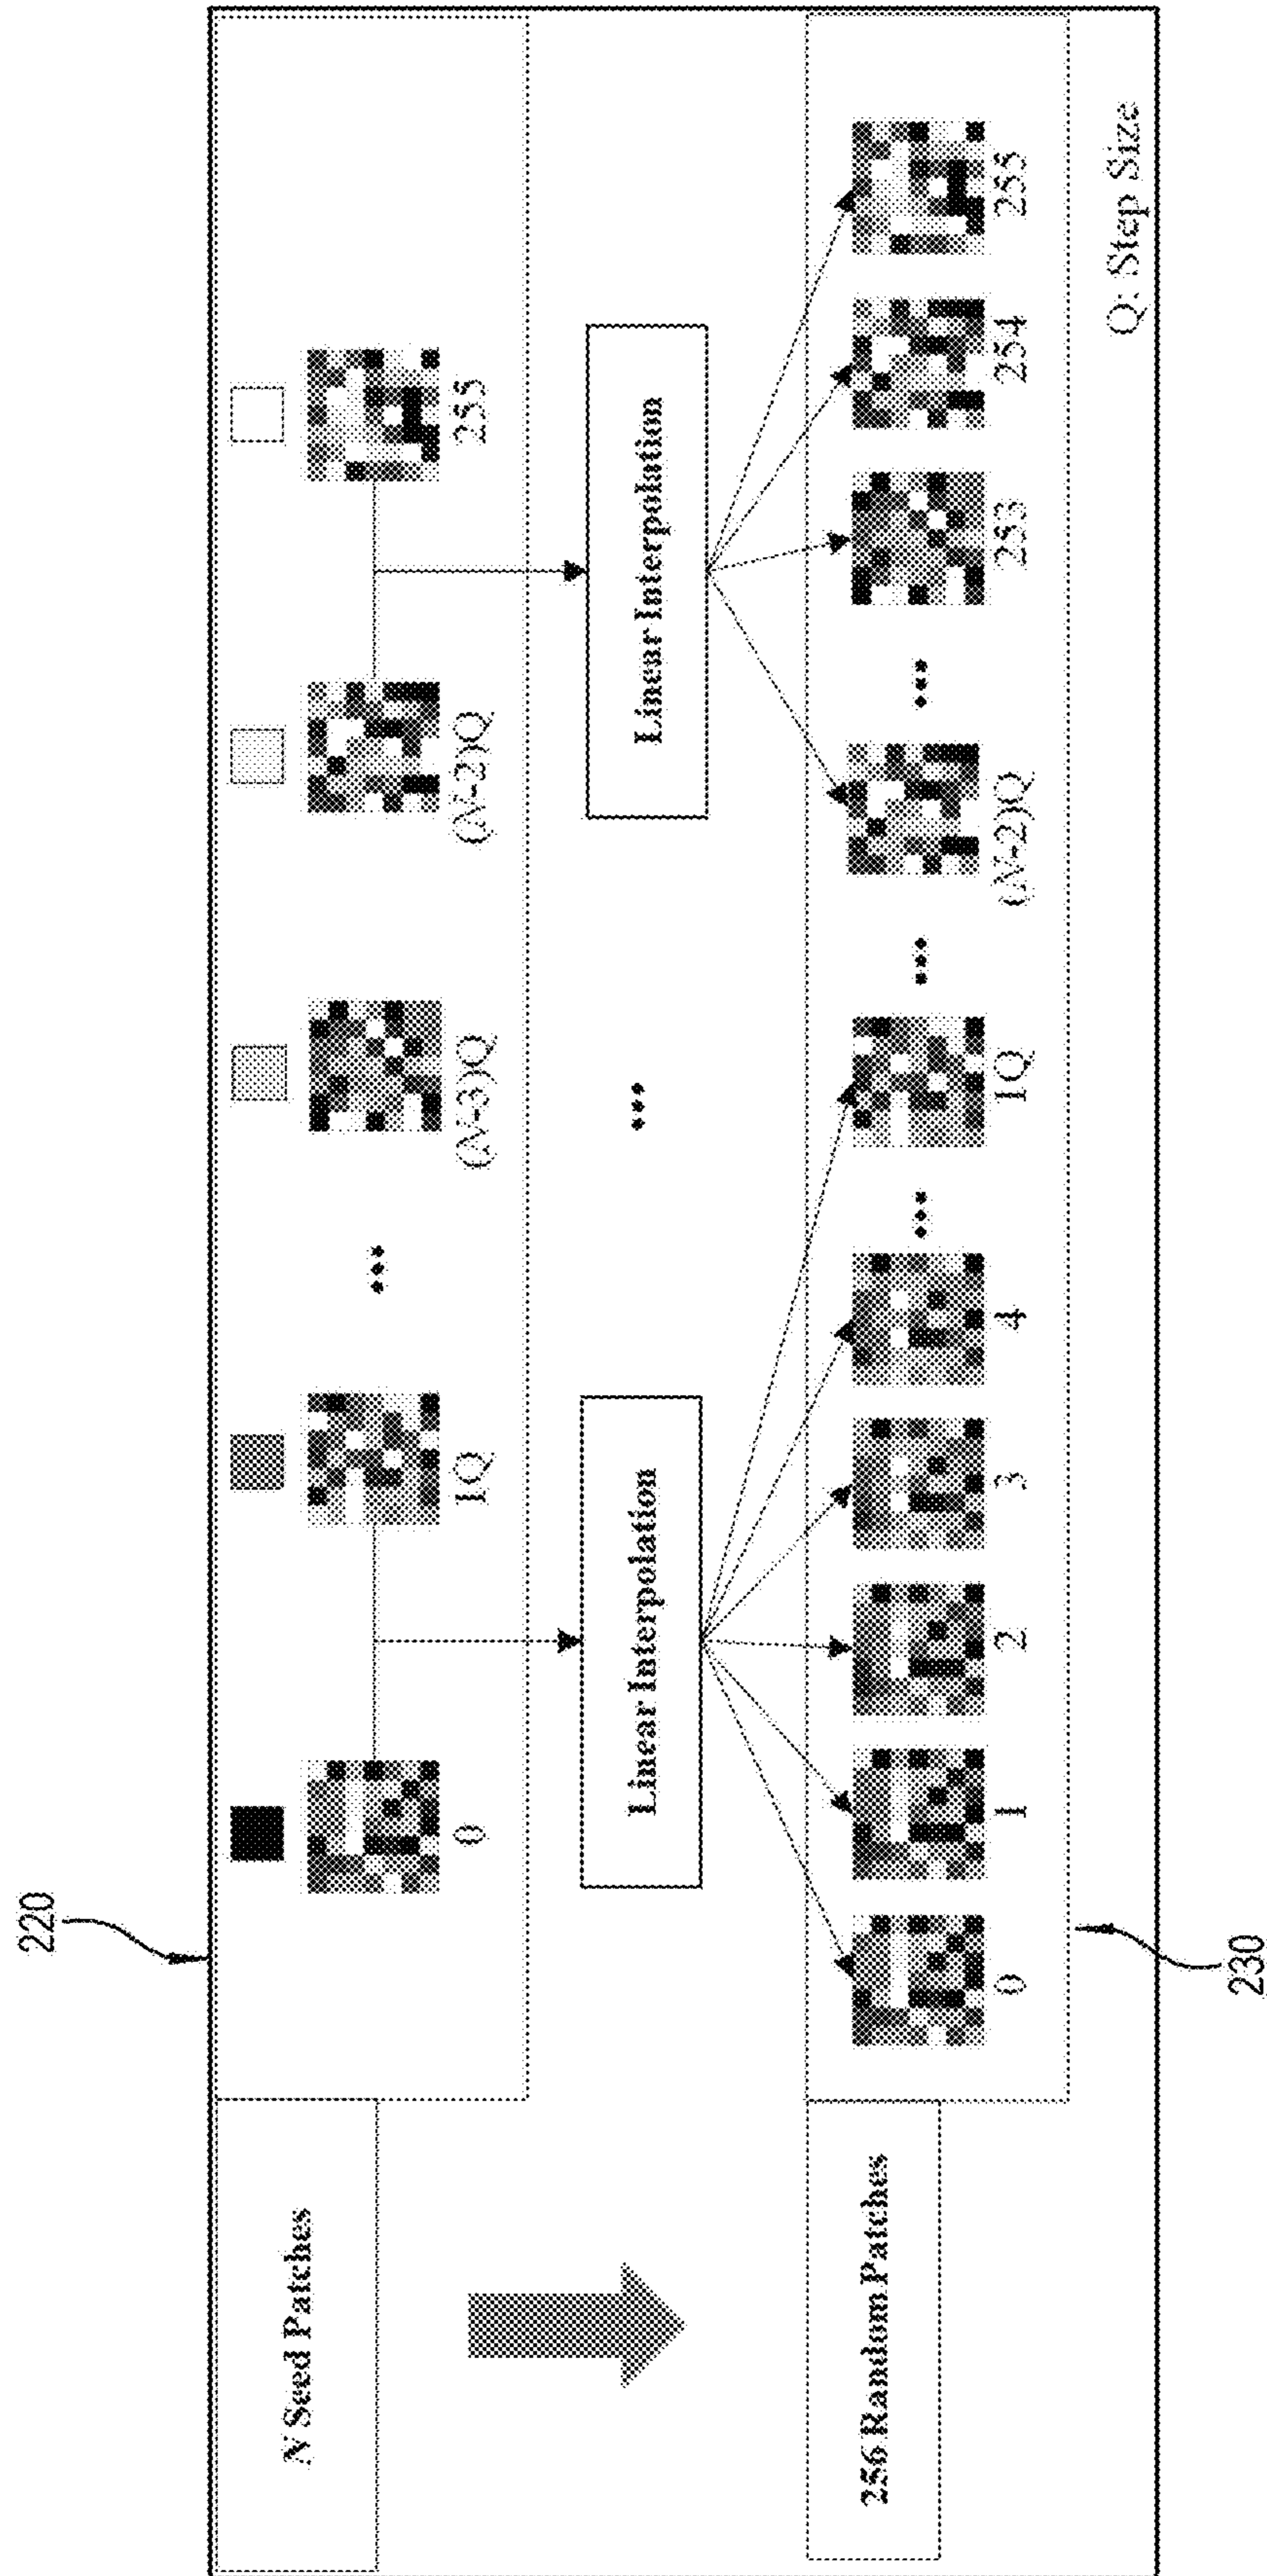 220
N Seed Patches
0
1Q
•••
(N-3)Q
(N-2)Q
255
Linear Interpolation
•••
Linear Interpolation
256 Random Patches
0
1
2
3
4
•••
1Q
•••
(N-2)Q
•••
253
254
255
Q: Step Size
230